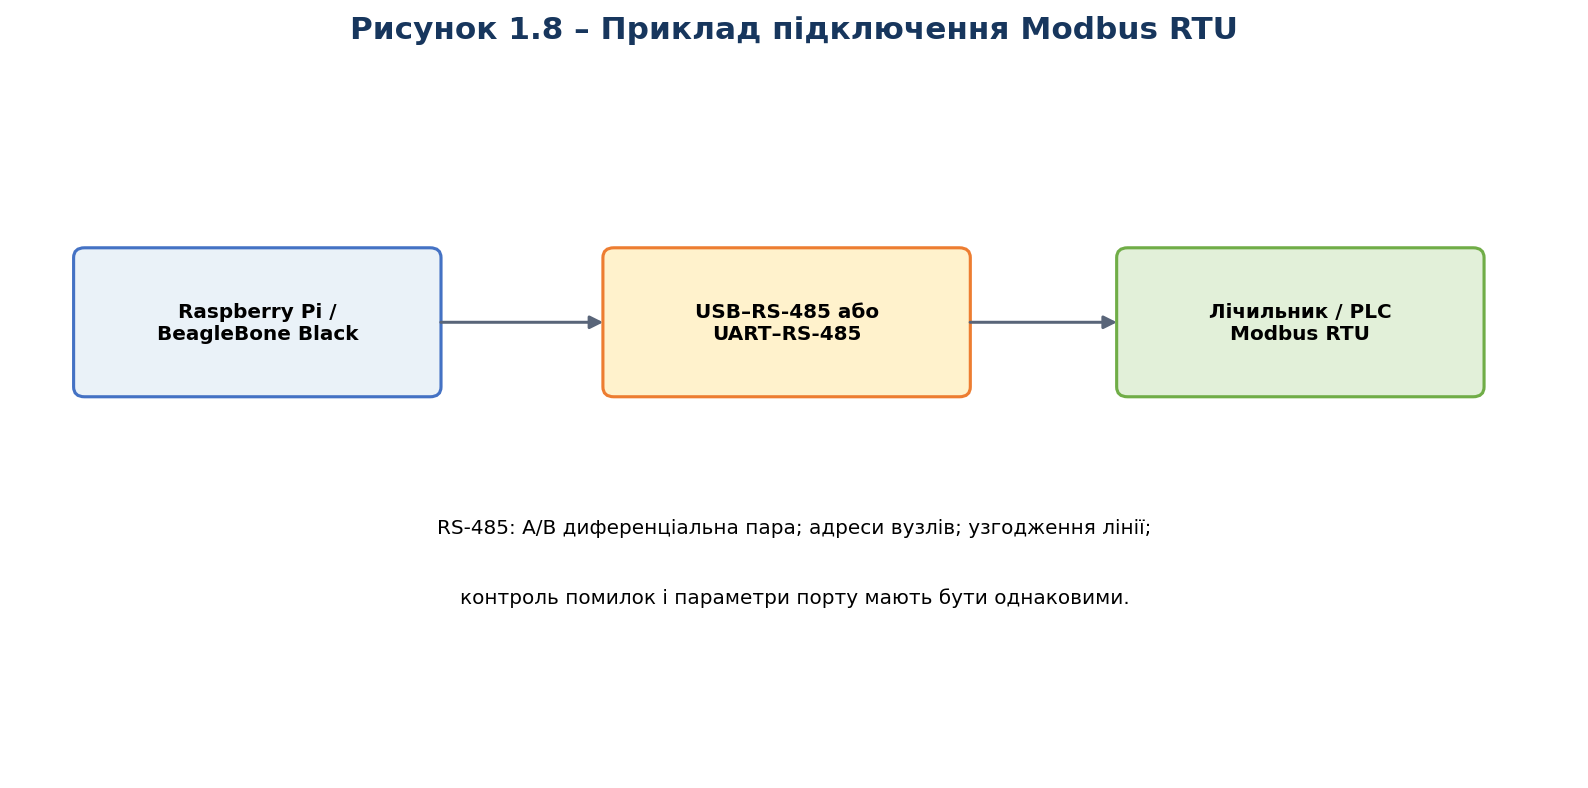 Рисунок 1.8 – Приклад підключення Modbus RTU
Raspberry Pi /
BeagleBone Black
USB–RS-485 або
UART–RS-485
Лічильник / PLC
Modbus RTU
RS-485: A/B диференціальна пара; адреси вузлів; узгодження лінії;
контроль помилок і параметри порту мають бути однаковими.